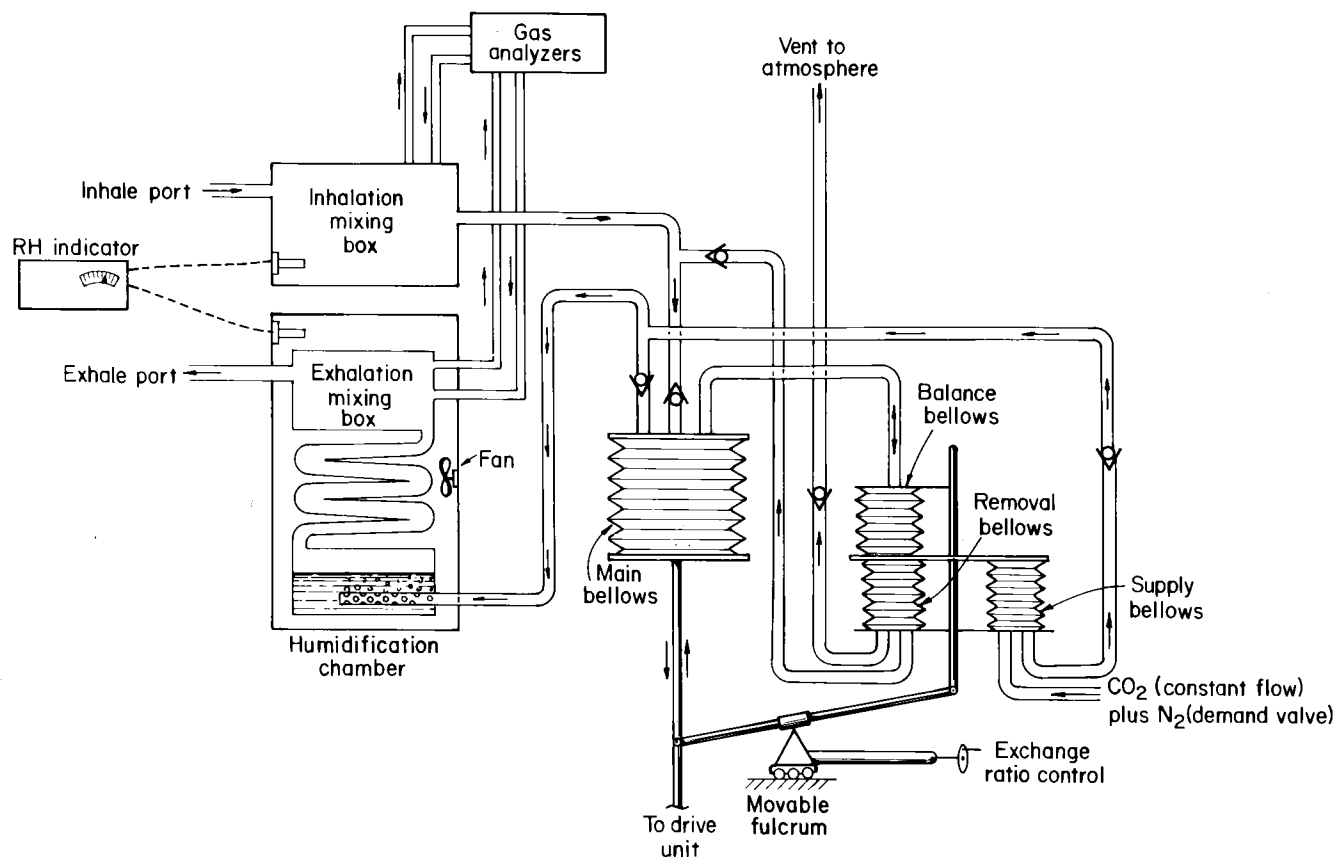 Gas
analyzers
Vent to
atmosphere
Inhale port
Inhalation
mixing
box
RH indicator
Exhale port
Exhalation
mixing
box
Fan
Balance
bellows
Removal
bellows
Main
bellows
Supply
bellows
Humidification
chamber
CO₂ (constant flow)
plus N₂(demand valve)
Exchange
ratio control
Movable
fulcrum
To drive
unit